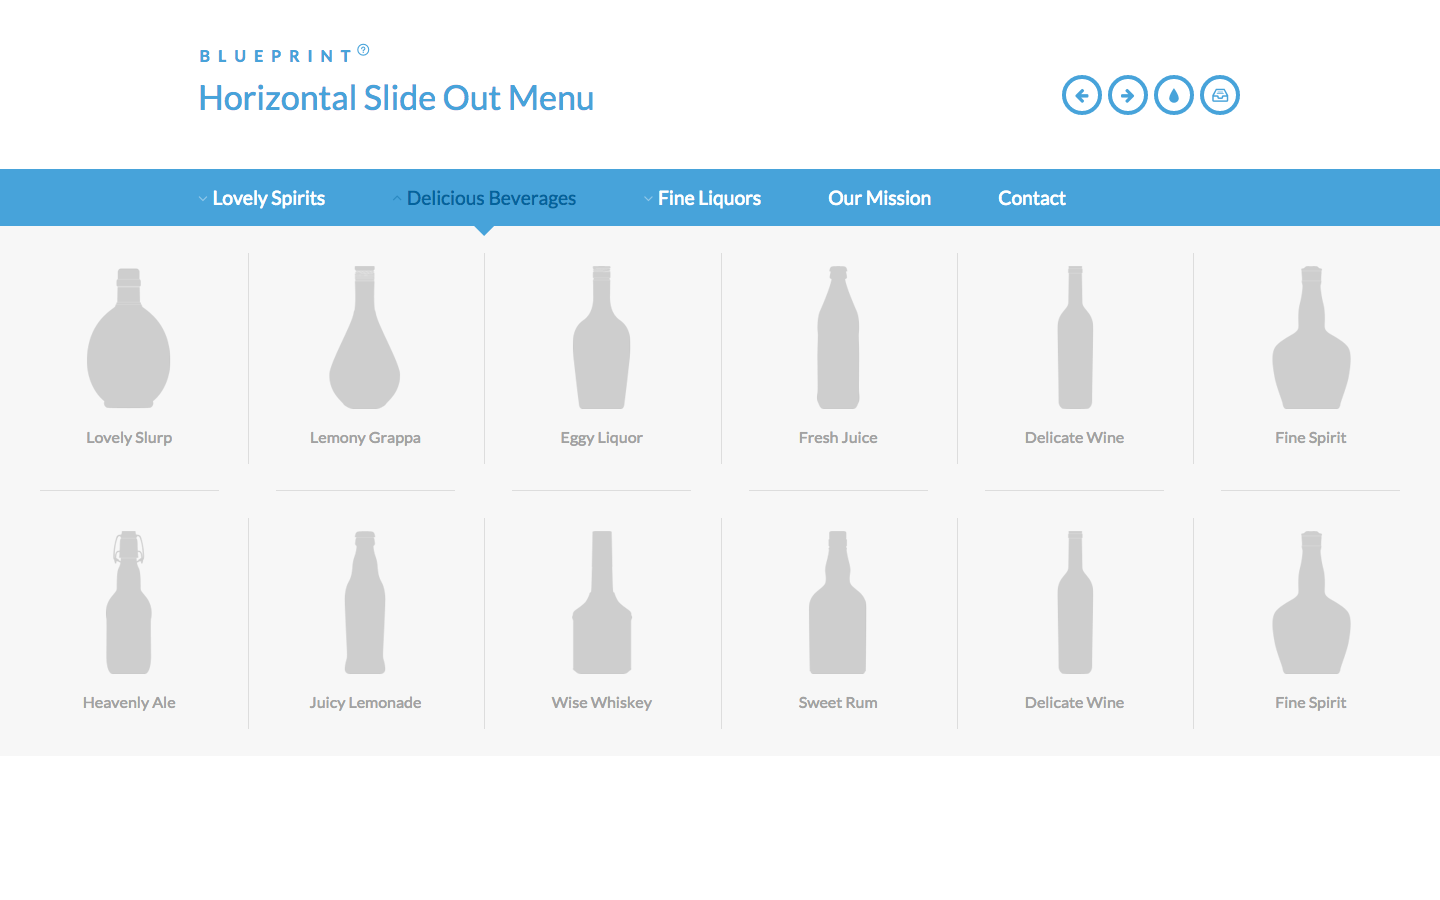 BLUEPRINT?
Horizontal Slide Out Menu
Lovely Spirits Delicious Beverages Fine Liquors Our Mission Contact
Lovely Slurp Lemony Grappa Eggy Liquor Fresh Juice Delicate Wine Fine Spirit
Heavenly Ale Juicy Lemonade Wise Whiskey Sweet Rum Delicate Wine Fine Spirit